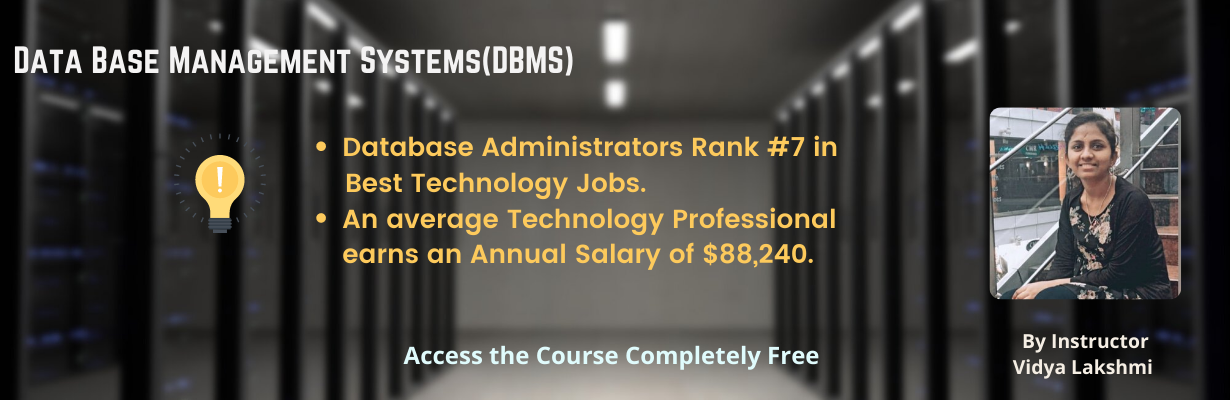 Data Base Management Systems(DBMS)
• Database Administrators Rank #7 in
Best Technology Jobs.
• An average Technology Professional
earns an Annual Salary of $88,240.
Access the Course Completely Free
By Instructor
Vidya Lakshmi